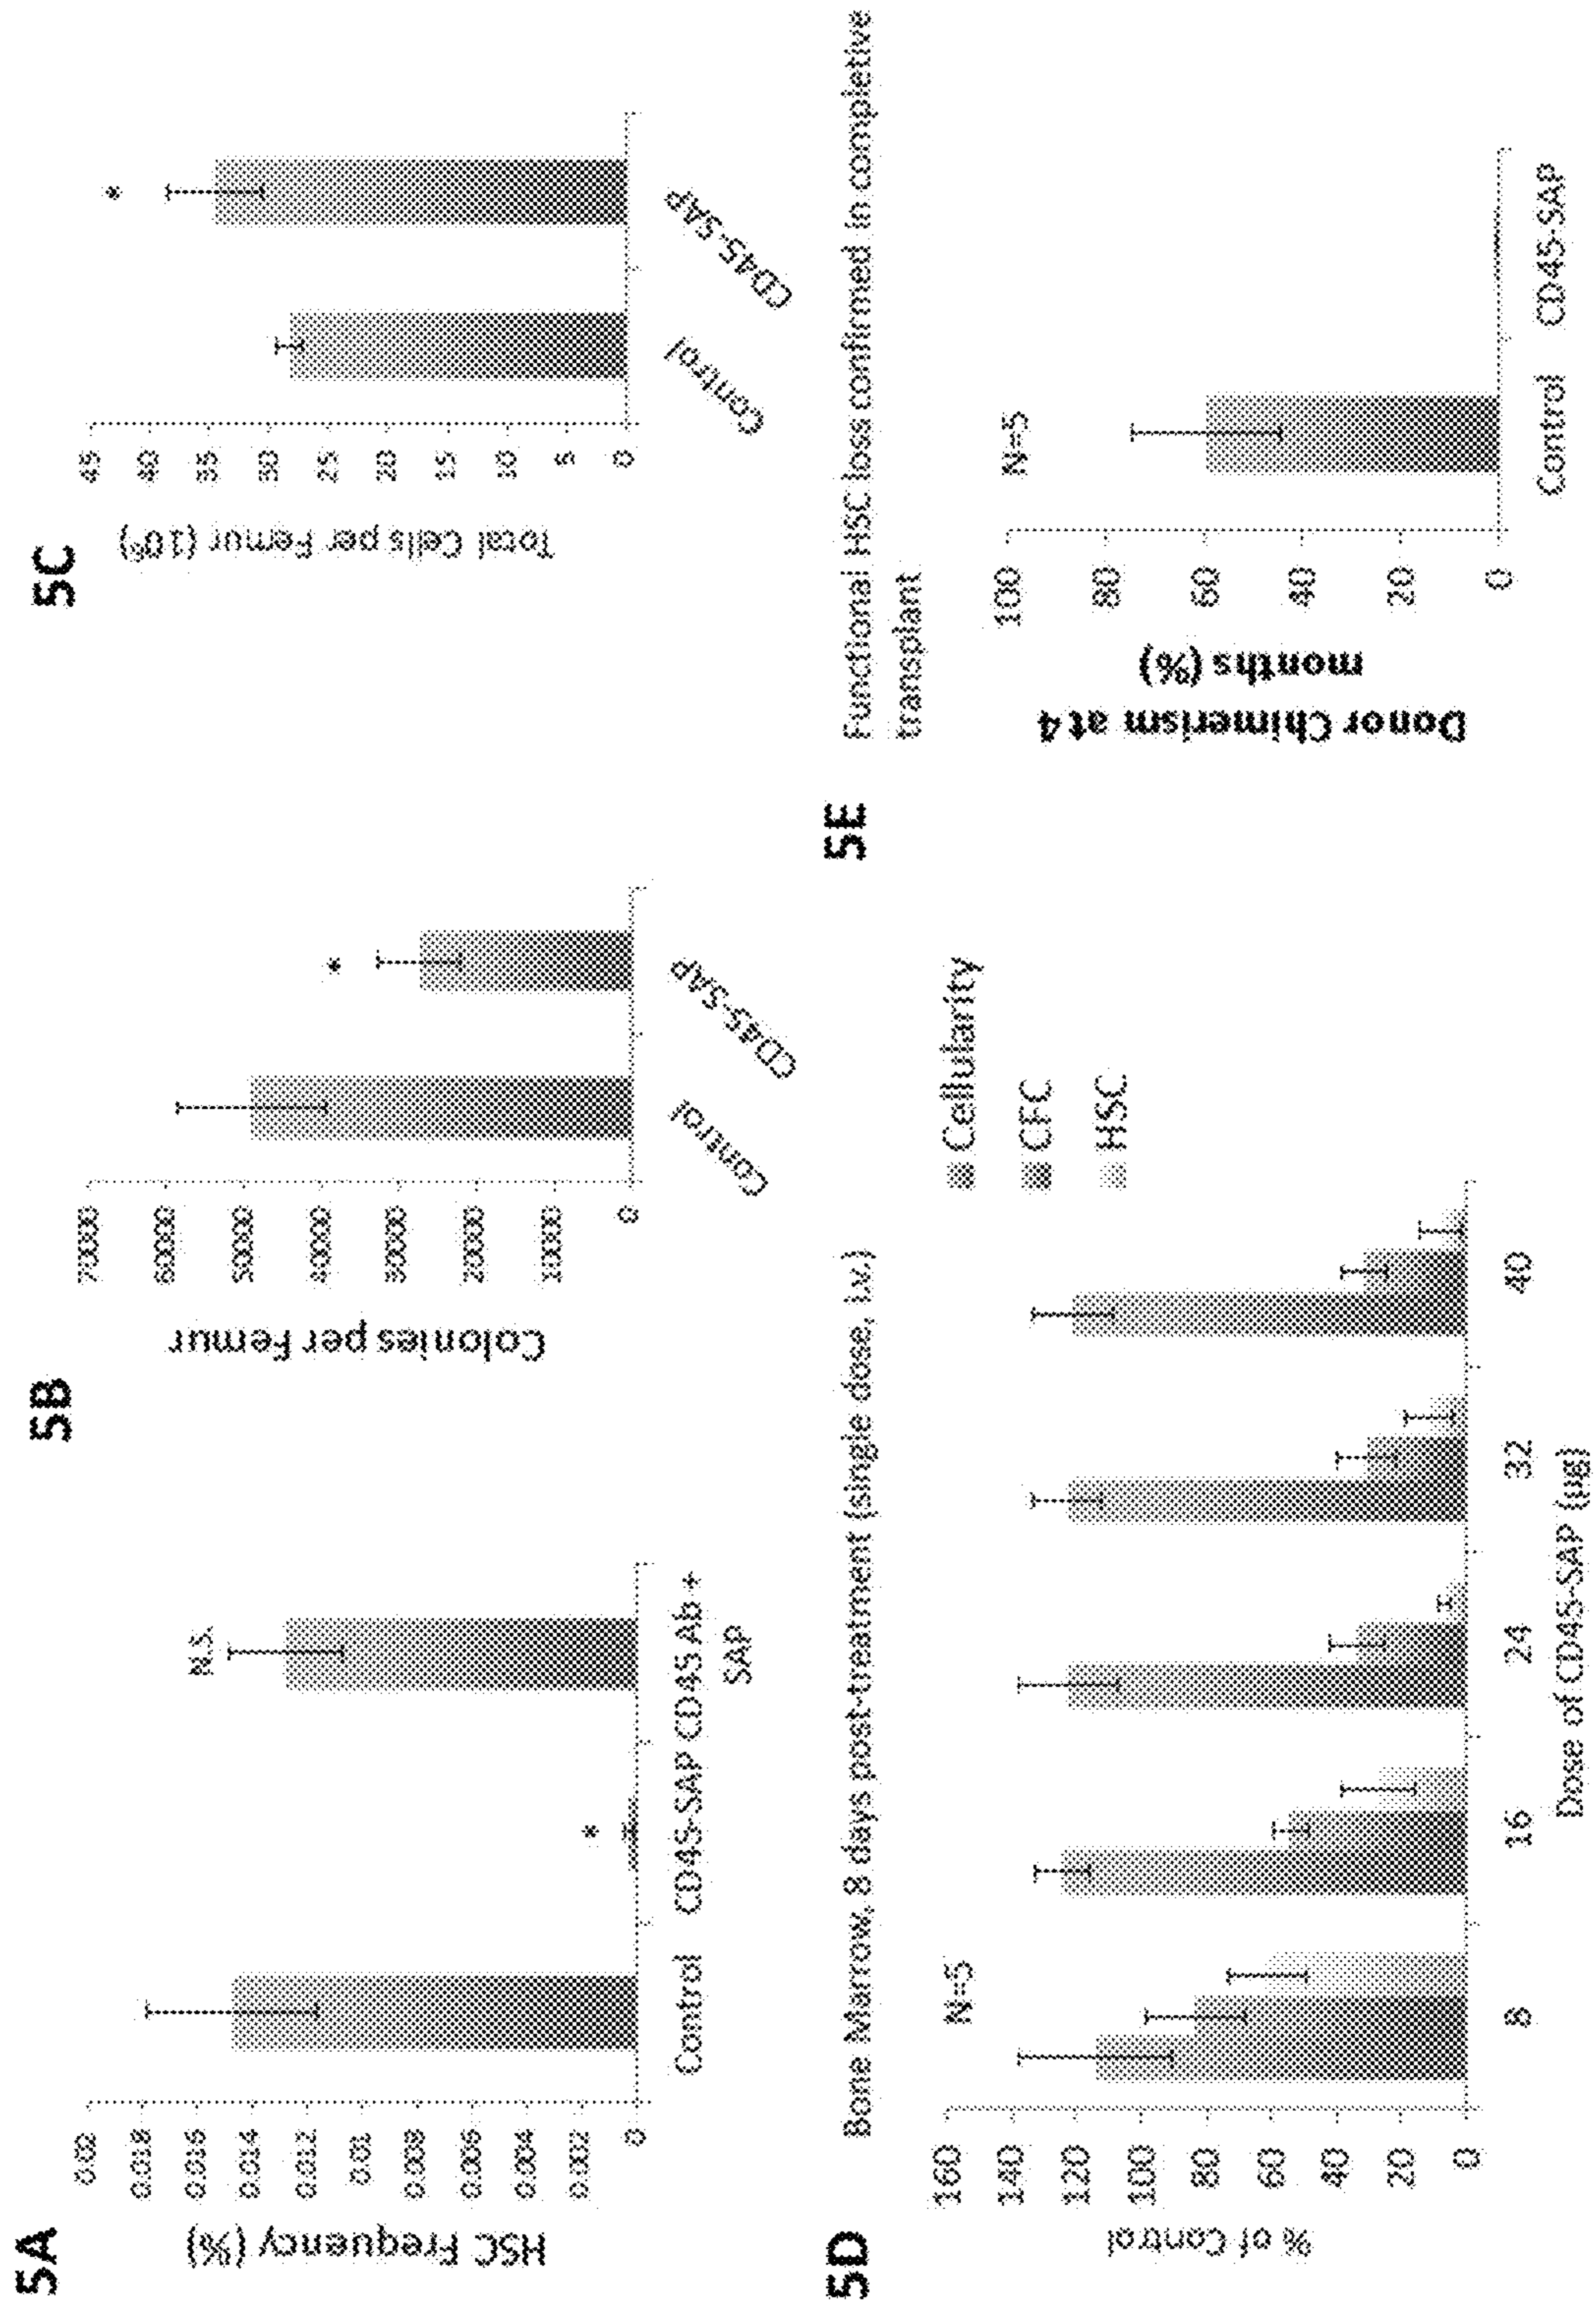 5A
HSC Frequency (%)
0.02
0.018
0.016
0.014
0.012
0.01
0.008
0.006
0.004
0.002
0
N.S.
*
*
Control
CD45-SAP
CD45 Ab +
SAP
5B
Colonies per Femur
70000
60000
50000
40000
30000
20000
10000
0
*
Control
CD45-SAP
5C
Total Cells per Femur (10⁶)
45
40
35
30
25
20
15
10
5
0
*
Control
CD45-SAP
5D
Bone Marrow, 8 days post-treatment (single dose, i.v.)
% of Control
160
140
120
100
80
60
40
20
0
N=5
Cellularity
CFC
HSC
8
16
24
32
40
Dose of CD45-SAP (µg)
5E
Functional HSC loss confirmed in completive
transplant
Donor Chimerism at 4
months (%)
100
80
60
40
20
0
N=5
Control
CD45-SAP